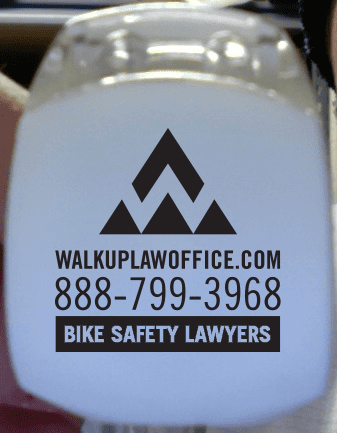 WALKUPLAWOFFICE.COM
888-799-3968
BIKE SAFETY LAWYERS